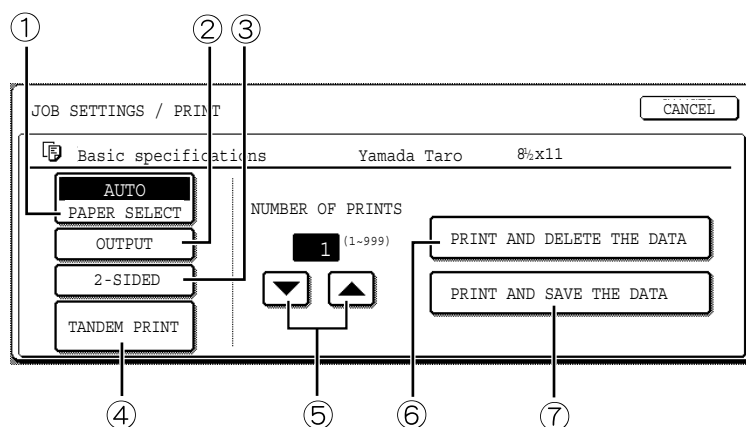 ① ② ③
JOB SETTINGS / PRINT
CANCEL
Basic specifications Yamada Taro 8½x11
AUTO
PAPER SELECT
OUTPUT
2-SIDED
TANDEM PRINT
NUMBER OF PRINTS
1 (1~999)
PRINT AND DELETE THE DATA
PRINT AND SAVE THE DATA
④ ⑤ ⑥ ⑦